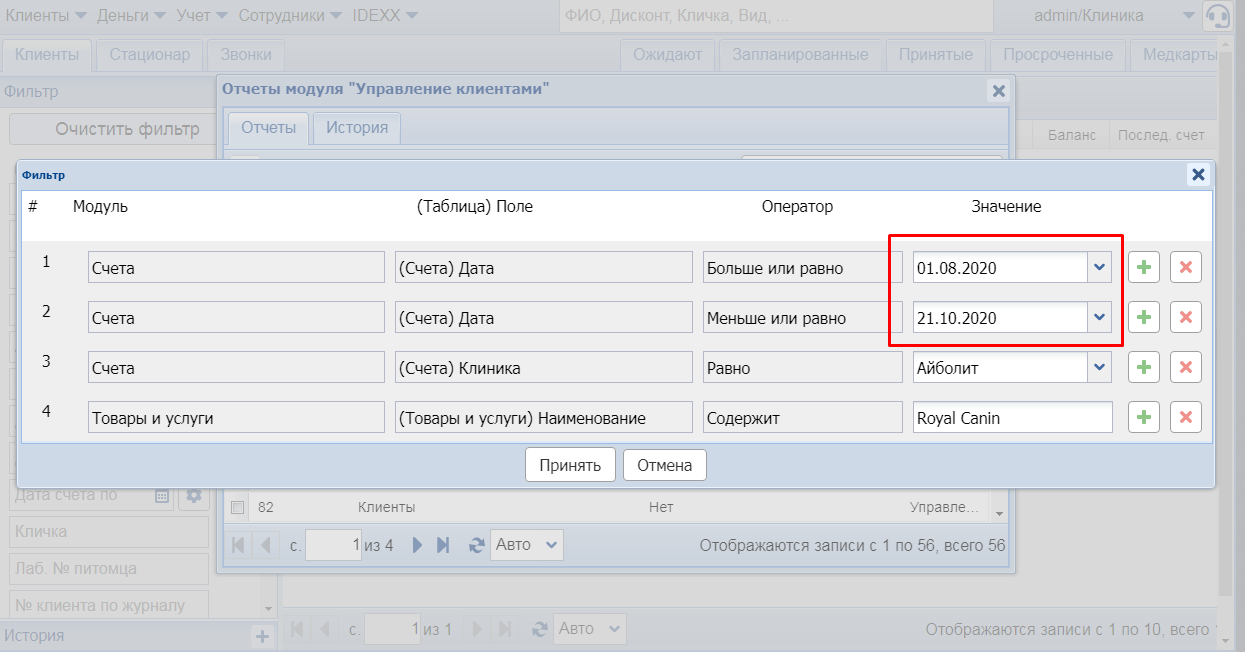 Клиенты Деньги Учет Сотрудники IDEXX ФИО, Дисконт, Кличка, Вид, ... admin/Клиника
Клиенты Стационар Звонки Ожидают Запланированные Принятые Просроченные Медкарты
Фильтр
Отчеты модуля "Управление клиентами"
Очистить фильтр
Отчеты История
Баланс Послед. счет
Фильтр
# Модуль (Таблица) Поле Оператор Значение
1 Счета (Счета) Дата Больше или равно 01.08.2020
2 Счета (Счета) Дата Меньше или равно 21.10.2020
3 Счета (Счета) Клиника Равно Айболит
4 Товары и услуги (Товары и услуги) Наименование Содержит Royal Canin
Принять Отмена
Дата счета по
82 Клиенты Нет Управле...
Кличка
с. 1 из 4 Авто Отображаются записи с 1 по 56, всего 56
Лаб. № питомца
№ клиента по журналу
История
с. 1 из 1 Авто Отображаются записи с 1 по 10, всего